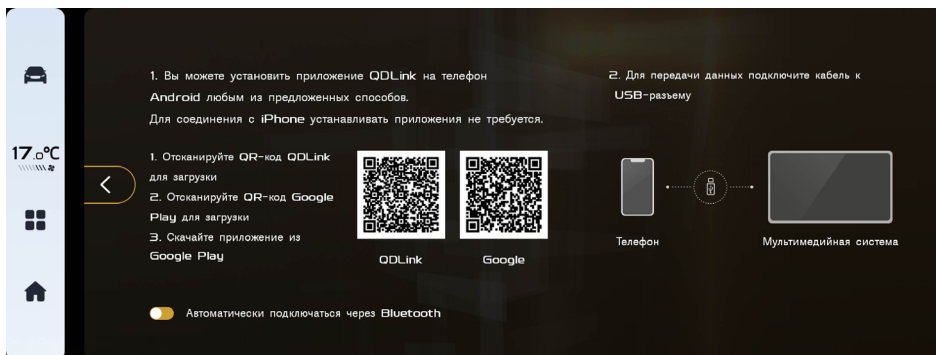 17.0°C
1. Вы можете установить приложение QDLink на телефон
Android любым из предложенных способов.
Для соединения с iPhone устанавливать приложения не требуется.
1. Отсканируйте QR-код QDLink
для загрузки
2. Отсканируйте QR-код Google
Play для загрузки
3. Скачайте приложение из
Google Play
QDLink
Google
2. Для передачи данных подключите кабель к
USB-разъему
Телефон
Мультимедийная система
Автоматически подключаться через Bluetooth